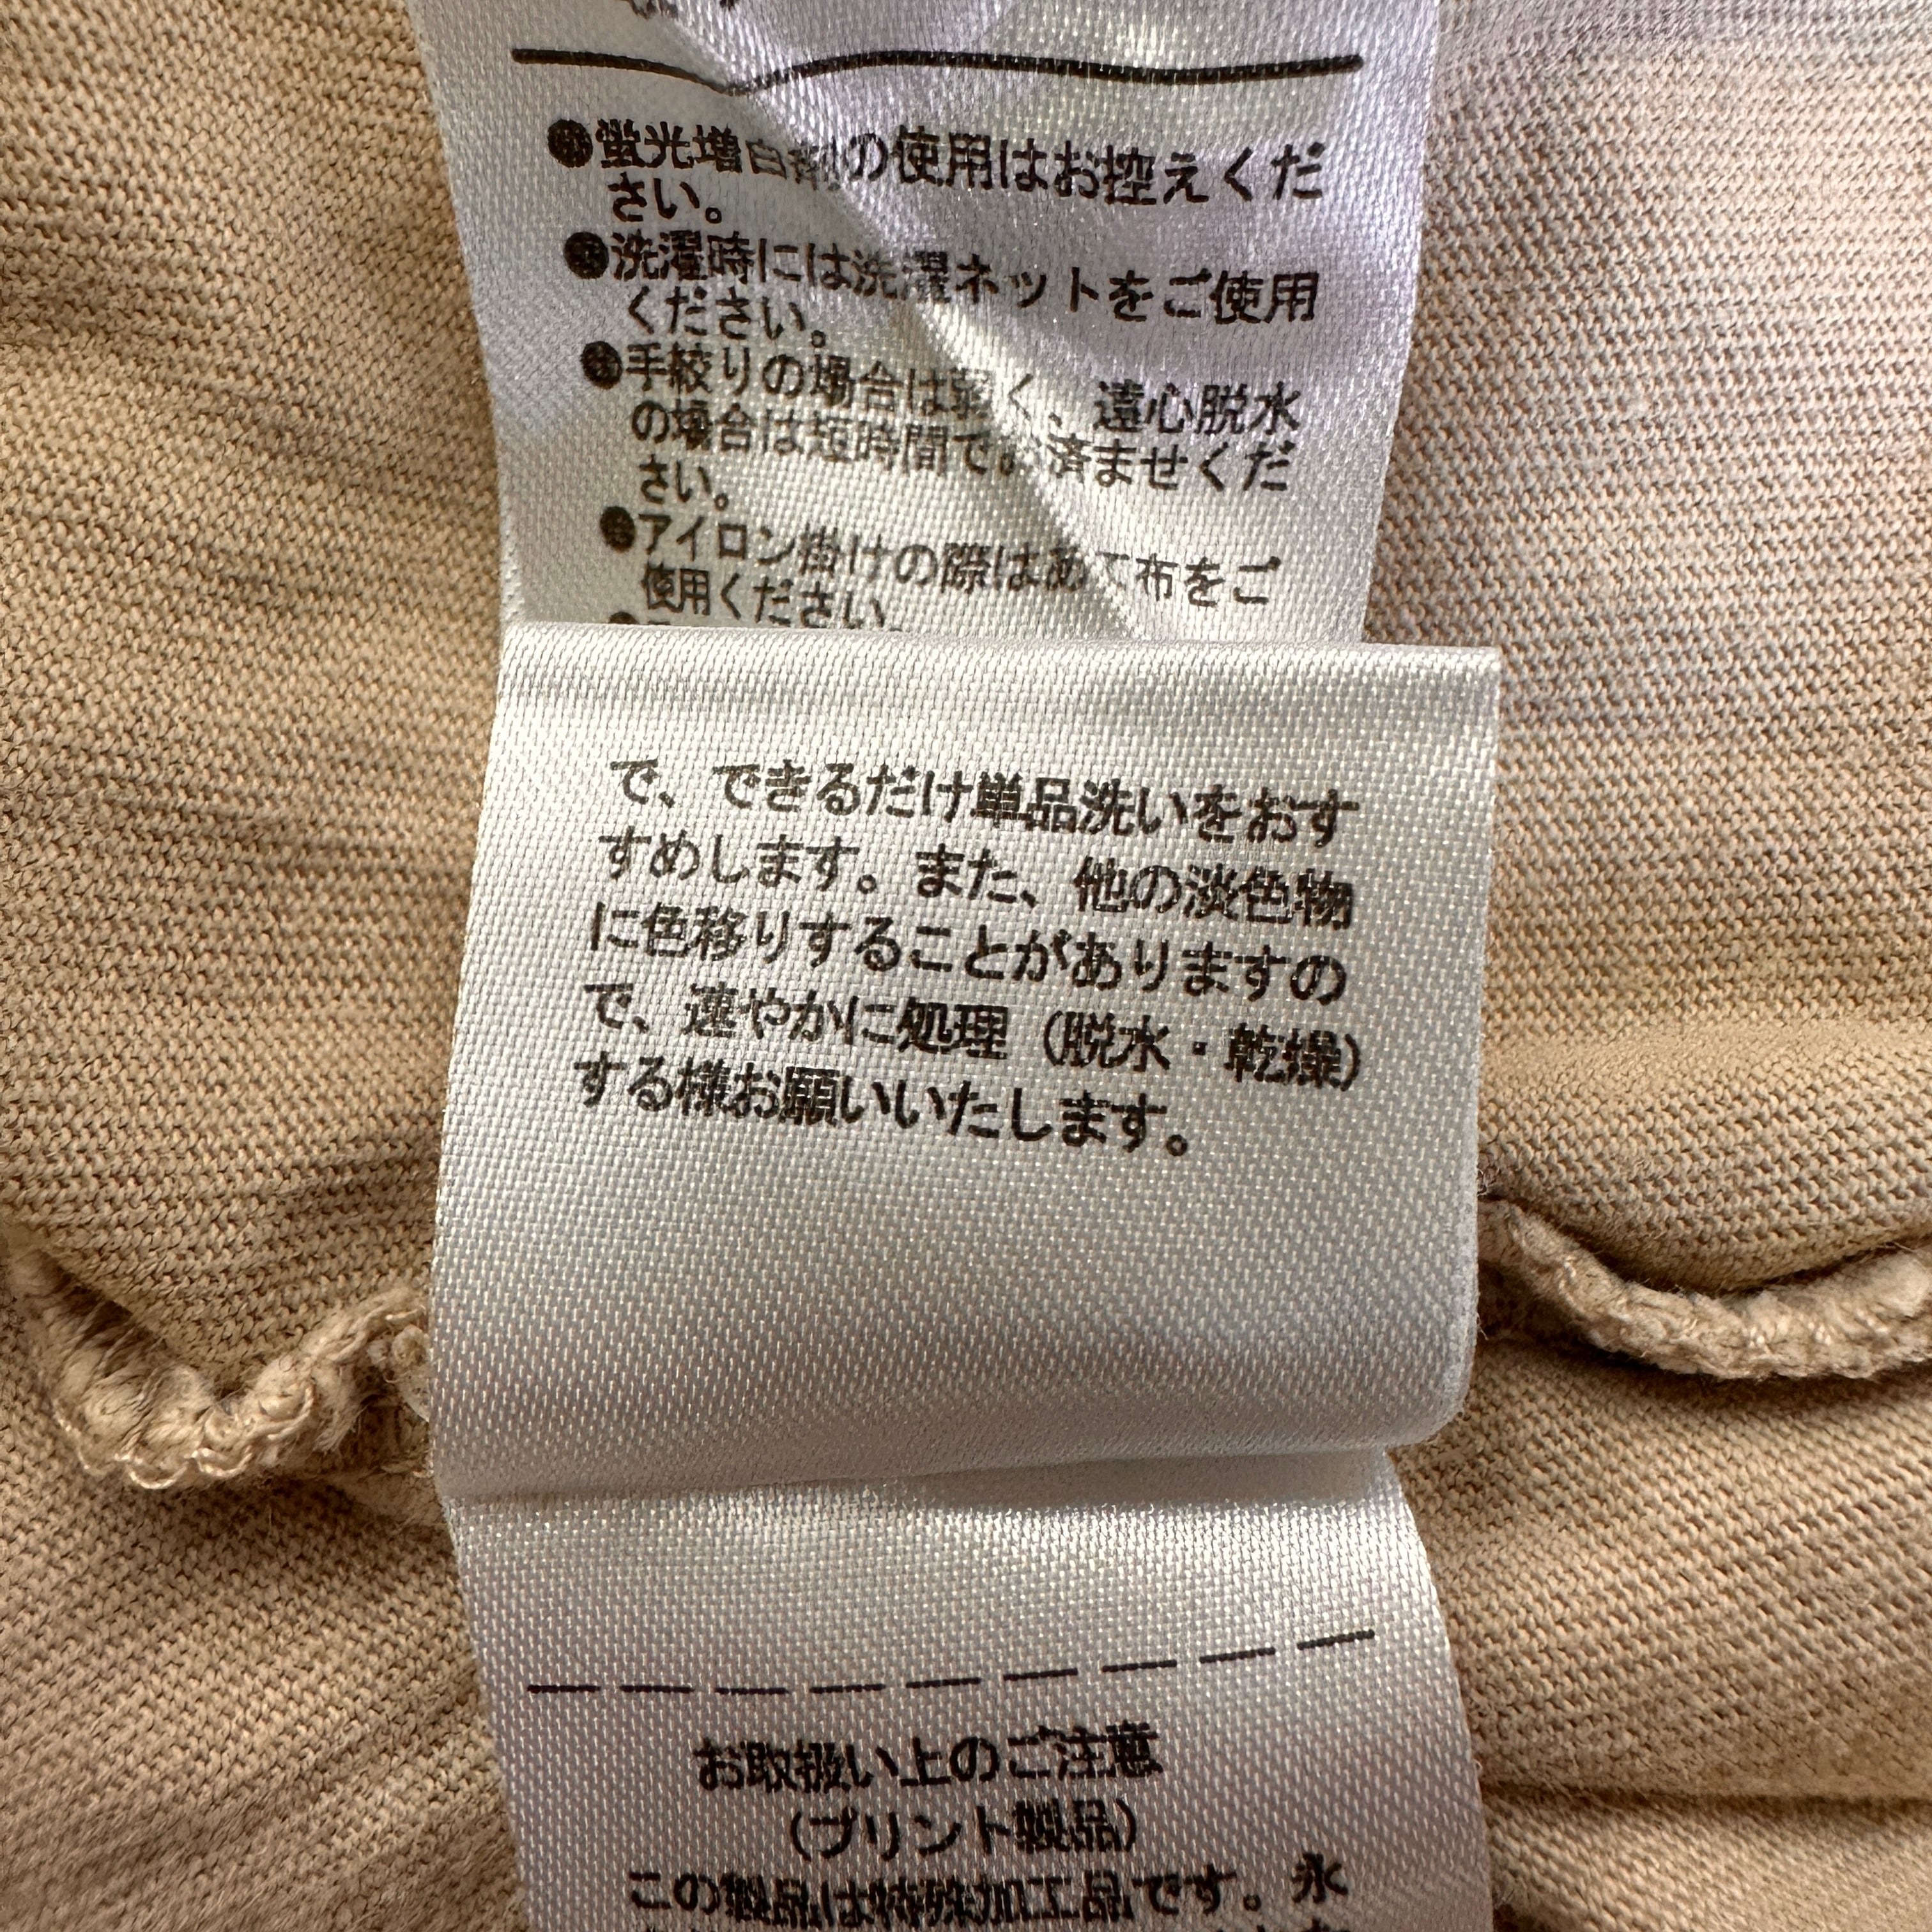 ●蛍光増白剤の使用はお控えくだ
さい。
●洗濯時には洗濯ネットをご使用
ください。
●手絞りの場合は弱く、遠心脱水
の場合は短時間でお済ませくだ
さい。
●アイロン掛けの際はあて布をご
使用ください。
で、できるだけ単品洗いをおす
すめします。また、他の淡色物
に色移りすることがありますの
で、速やかに処理（脱水・乾燥）
する様お願いいたします。
お取扱い上のご注意
（プリント製品）
この製品は特殊加工品です。永